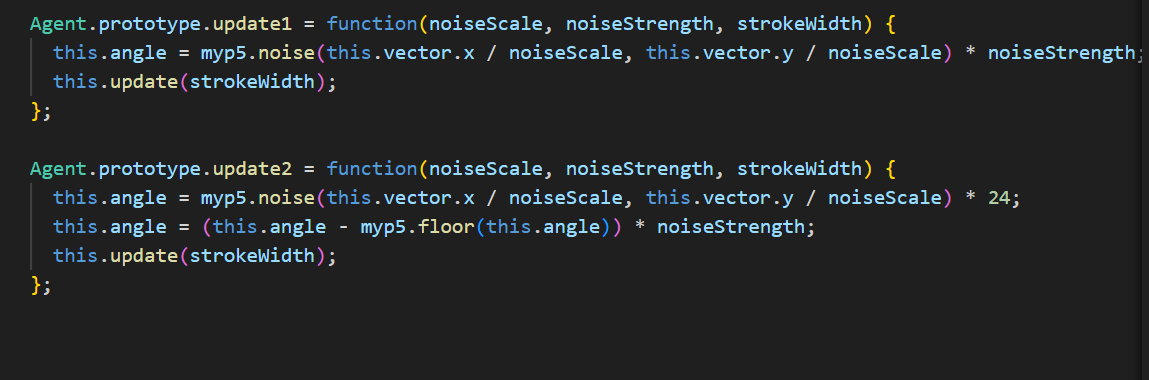 Agent.prototype.update1 = function(noiseScale, noiseStrength, strokeWidth) {
  this.angle = myp5.noise(this.vector.x / noiseScale, this.vector.y / noiseScale) * noiseStrength;
  this.update(strokeWidth);
};

Agent.prototype.update2 = function(noiseScale, noiseStrength, strokeWidth) {
  this.angle = myp5.noise(this.vector.x / noiseScale, this.vector.y / noiseScale) * 24;
  this.angle = (this.angle - myp5.floor(this.angle)) * noiseStrength;
  this.update(strokeWidth);
};